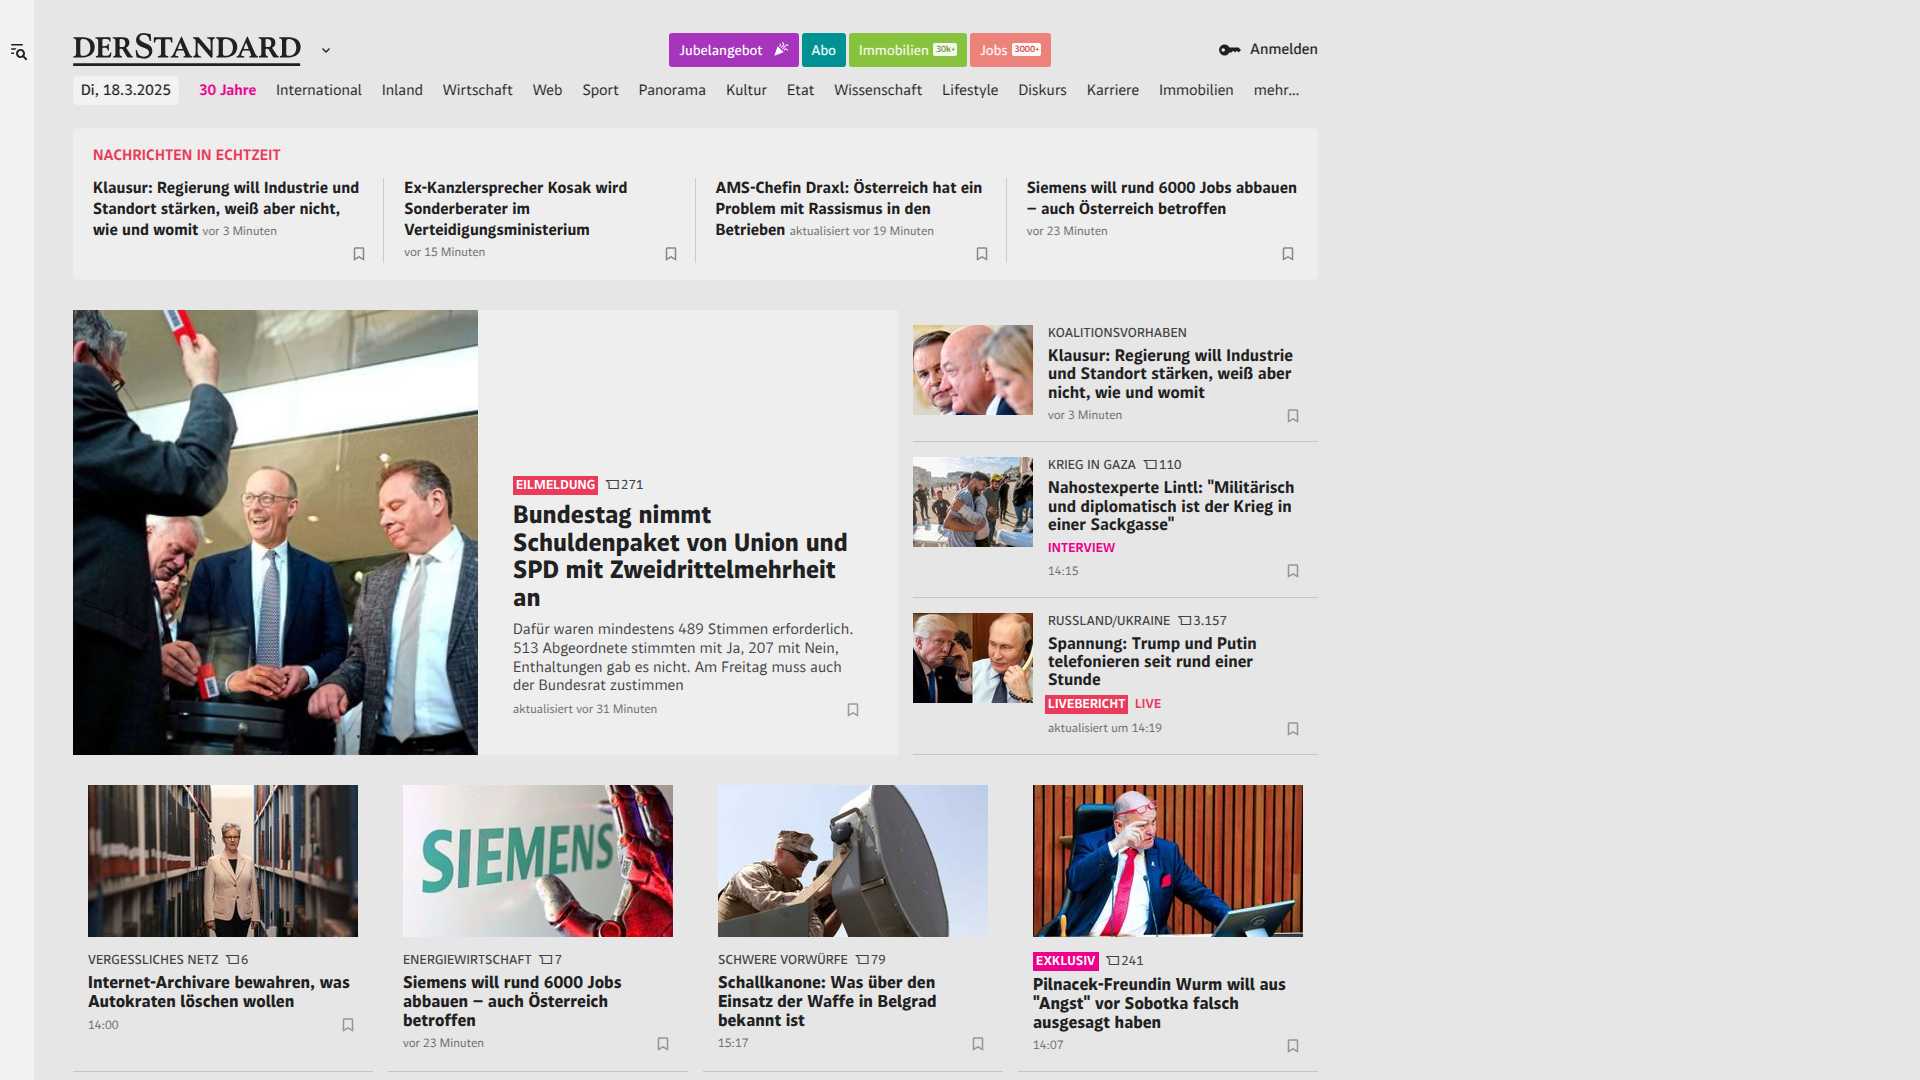 DERSTANDARD
Jubelangebot
Abo
Immobilien 30k+
Jobs 3000+
Anmelden
Di, 18.3.2025
30 Jahre
International
Inland
Wirtschaft
Web
Sport
Panorama
Kultur
Etat
Wissenschaft
Lifestyle
Diskurs
Karriere
Immobilien
mehr...
NACHRICHTEN IN ECHTZEIT
Klausur: Regierung will Industrie und
Standort stärken, weiß aber nicht,
wie und womit vor 3 Minuten
Ex-Kanzlersprecher Kosak wird
Sonderberater im
Verteidigungsministerium
vor 15 Minuten
AMS-Chefin Draxl: Österreich hat ein
Problem mit Rassismus in den
Betrieben aktualisiert vor 19 Minuten
Siemens will rund 6000 Jobs abbauen
– auch Österreich betroffen
vor 23 Minuten
EILMELDUNG 271
Bundestag nimmt
Schuldenpaket von Union und
SPD mit Zweidrittelmehrheit
an
Dafür waren mindestens 489 Stimmen erforderlich.
513 Abgeordnete stimmten mit Ja, 207 mit Nein,
Enthaltungen gab es nicht. Am Freitag muss auch
der Bundesrat zustimmen
aktualisiert vor 31 Minuten
KOALITIONSVORHABEN
Klausur: Regierung will Industrie
und Standort stärken, weiß aber
nicht, wie und womit
vor 3 Minuten
KRIEG IN GAZA 110
Nahostexperte Lintl: "Militärisch
und diplomatisch ist der Krieg in
einer Sackgasse"
INTERVIEW
14:15
RUSSLAND/UKRAINE 3.157
Spannung: Trump und Putin
telefonieren seit rund einer
Stunde
LIVEBERICHT LIVE
aktualisiert um 14:19
VERGESSLICHES NETZ 6
Internet-Archivare bewahren, was
Autokraten löschen wollen
14:00
SIEMENS
ENERGIEWIRTSCHAFT 7
Siemens will rund 6000 Jobs
abbauen – auch Österreich
betroffen
vor 23 Minuten
SCHWERE VORWÜRFE 79
Schallkanone: Was über den
Einsatz der Waffe in Belgrad
bekannt ist
15:17
EXKLUSIV 241
Pilnacek-Freundin Wurm will aus
"Angst" vor Sobotka falsch
ausgesagt haben
14:07